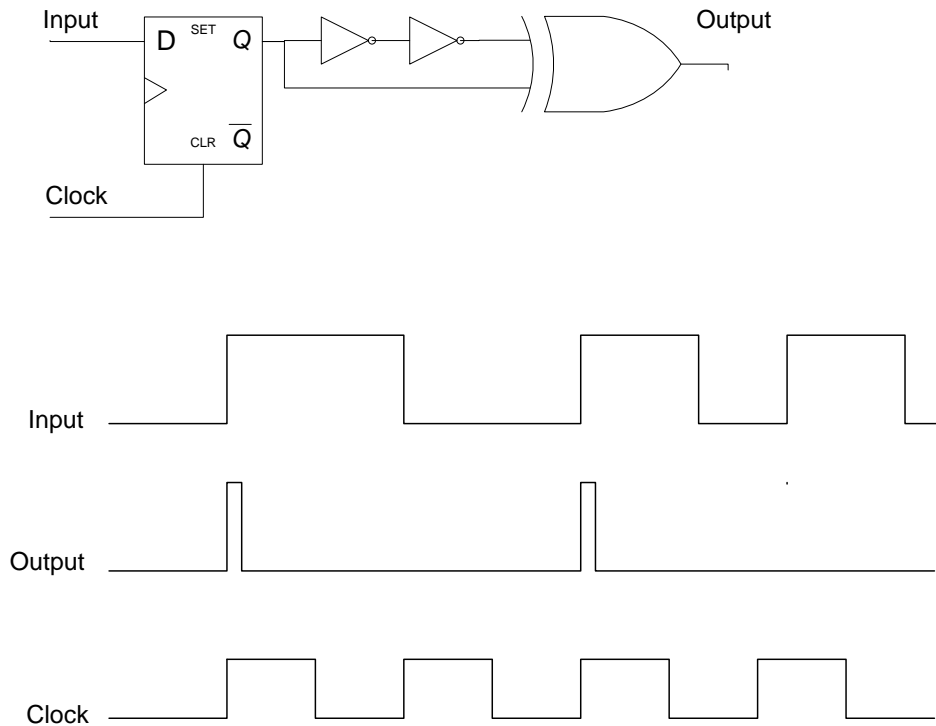 Input
Output
D SET Q
CLR Q̅
Clock
Input
Output
Clock